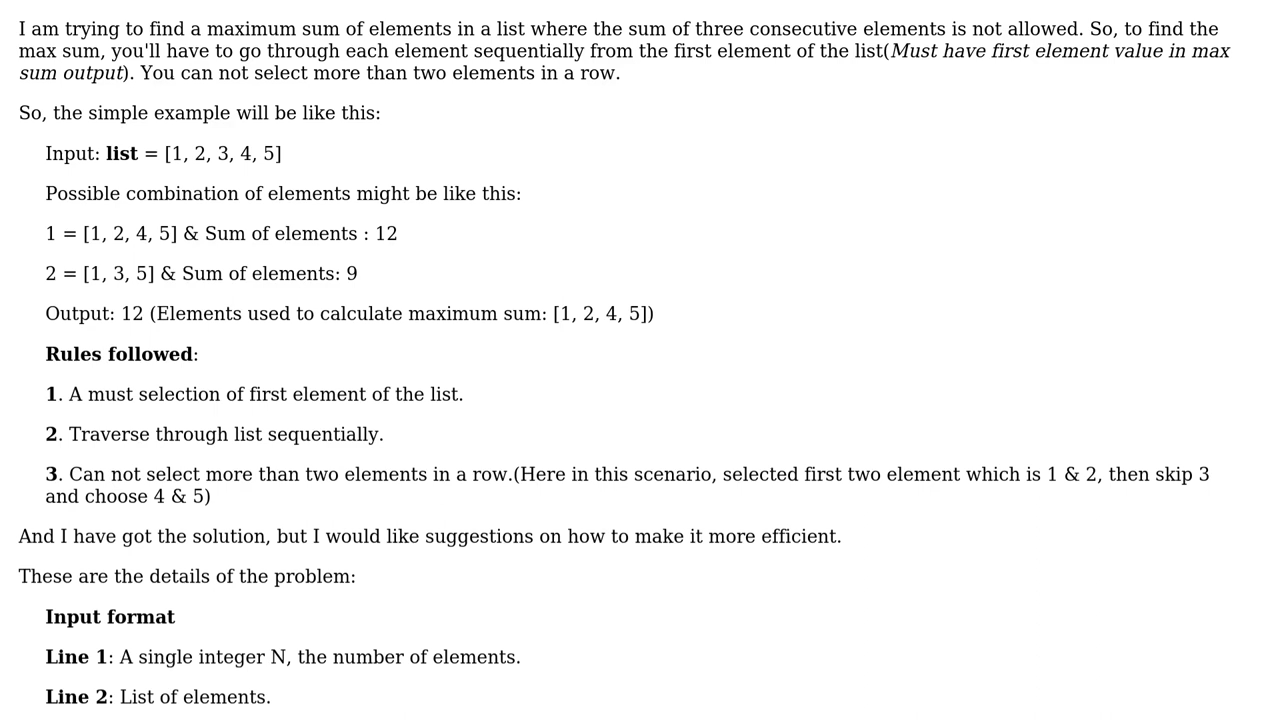 I am trying to find a maximum sum of elements in a list where the sum of three consecutive elements is not allowed. So, to find the
max sum, you'll have to go through each element sequentially from the first element of the list(Must have first element value in max
sum output). You can not select more than two elements in a row.
So, the simple example will be like this:
Input: list = [1, 2, 3, 4, 5]
Possible combination of elements might be like this:
1 = [1, 2, 4, 5] & Sum of elements : 12
2 = [1, 3, 5] & Sum of elements: 9
Output: 12 (Elements used to calculate maximum sum: [1, 2, 4, 5])
Rules followed:
1. A must selection of first element of the list.
2. Traverse through list sequentially.
3. Can not select more than two elements in a row.(Here in this scenario, selected first two element which is 1 & 2, then skip 3
and choose 4 & 5)
And I have got the solution, but I would like suggestions on how to make it more efficient.
These are the details of the problem:
Input format
Line 1: A single integer N, the number of elements.
Line 2: List of elements.